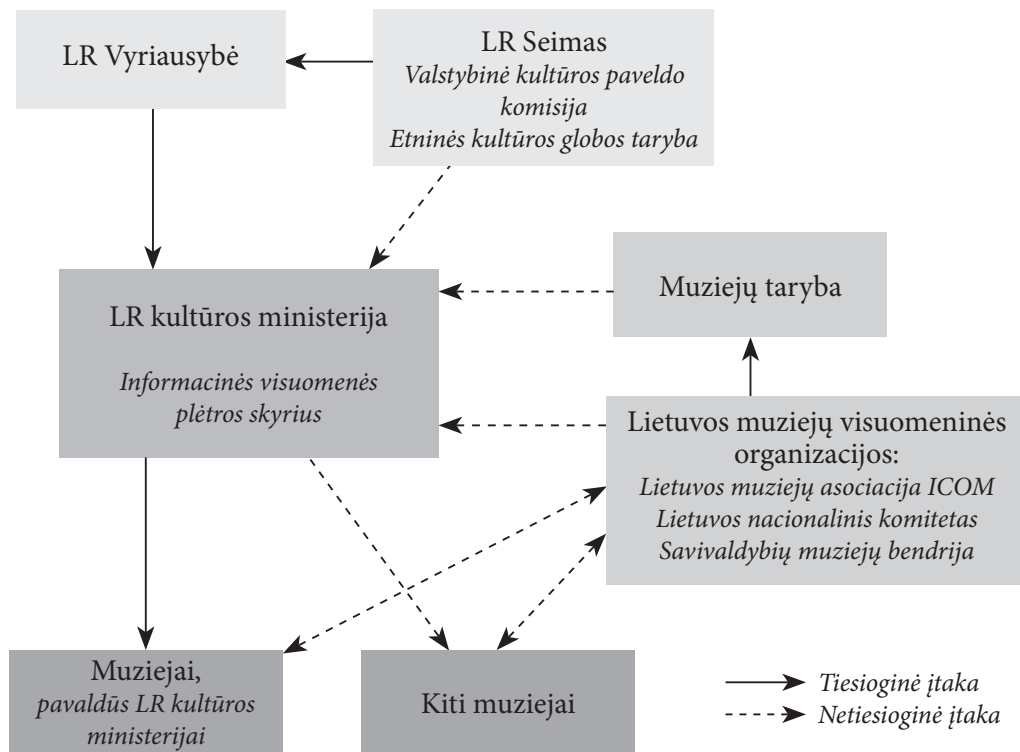 LR Vyriausybė
LR Seimas
Valstybinė kultūros paveldo
komisija
Etninės kultūros globos taryba
Muziejų taryba
LR kultūros ministerija
Informacinės visuomenės
plėtros skyrius
Lietuvos muziejų visuomeninės
organizacijos:
Lietuvos muziejų asociacija ICOM
Lietuvos nacionalinis komitetas
Savivaldybių muziejų bendrija
Muziejai,
pavaldūs LR kultūros
ministerijai
Kiti muziejai
Tiesioginė įtaka
Netiesioginė įtaka